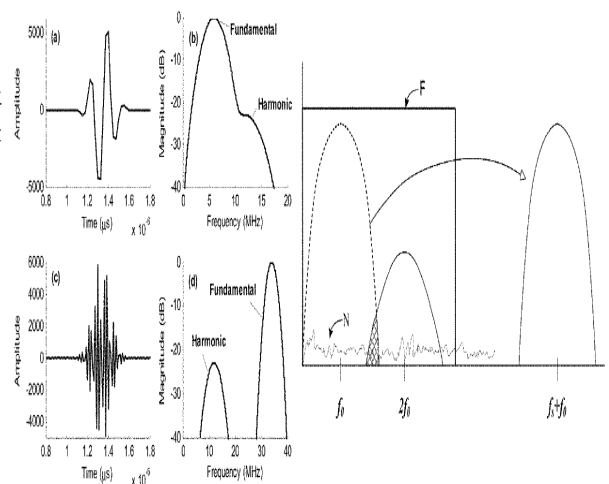 (a)
5000
0
-5000
Amplitude
0.8 1 1.2 1.4 1.6 1.8
Time (μs)
x 10⁻⁶
(b)
0
-10
-20
-30
-40
Magnitude (dB)
Fundamental
Harmonic
0 5 10 15 20
Frequency (MHz)
(c)
6000
4000
2000
0
-2000
-4000
Amplitude
0.8 1 1.2 1.4 1.6 1.8
Time (μs)
x 10⁻⁶
(d)
0
-10
-20
-30
-40
Magnitude (dB)
Fundamental
Harmonic
0 10 20 30 40
Frequency (MHz)
F
N
f₀
2f₀
fₛ+f₀